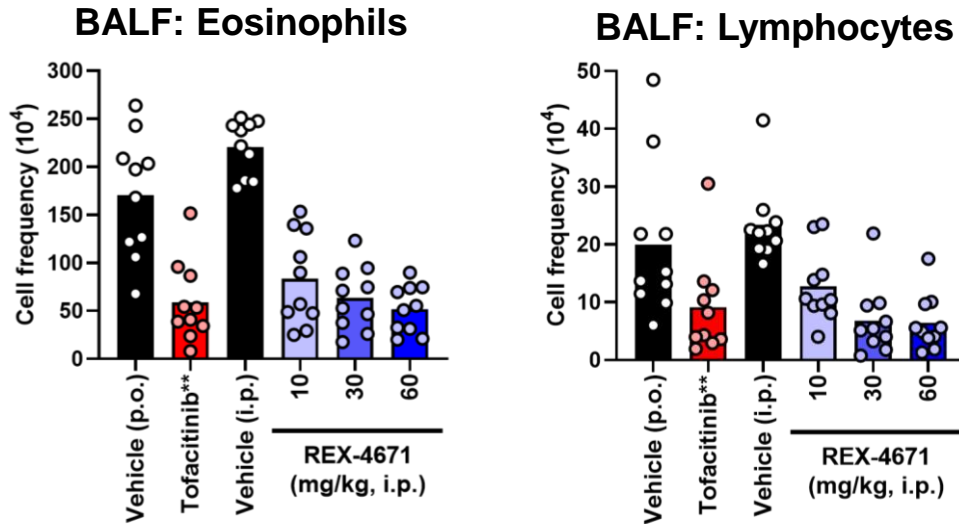 BALF: Eosinophils
Cell frequency (10⁴)
300
250
200
150
100
50
0
Vehicle (p.o.)
Tofacitinib**
Vehicle (i.p.)
10
30
60
REX-4671
(mg/kg, i.p.)
BALF: Lymphocytes
Cell frequency (10⁴)
50
40
30
20
10
0
Vehicle (p.o.)
Tofacitinib**
Vehicle (i.p.)
10
30
60
REX-4671
(mg/kg, i.p.)